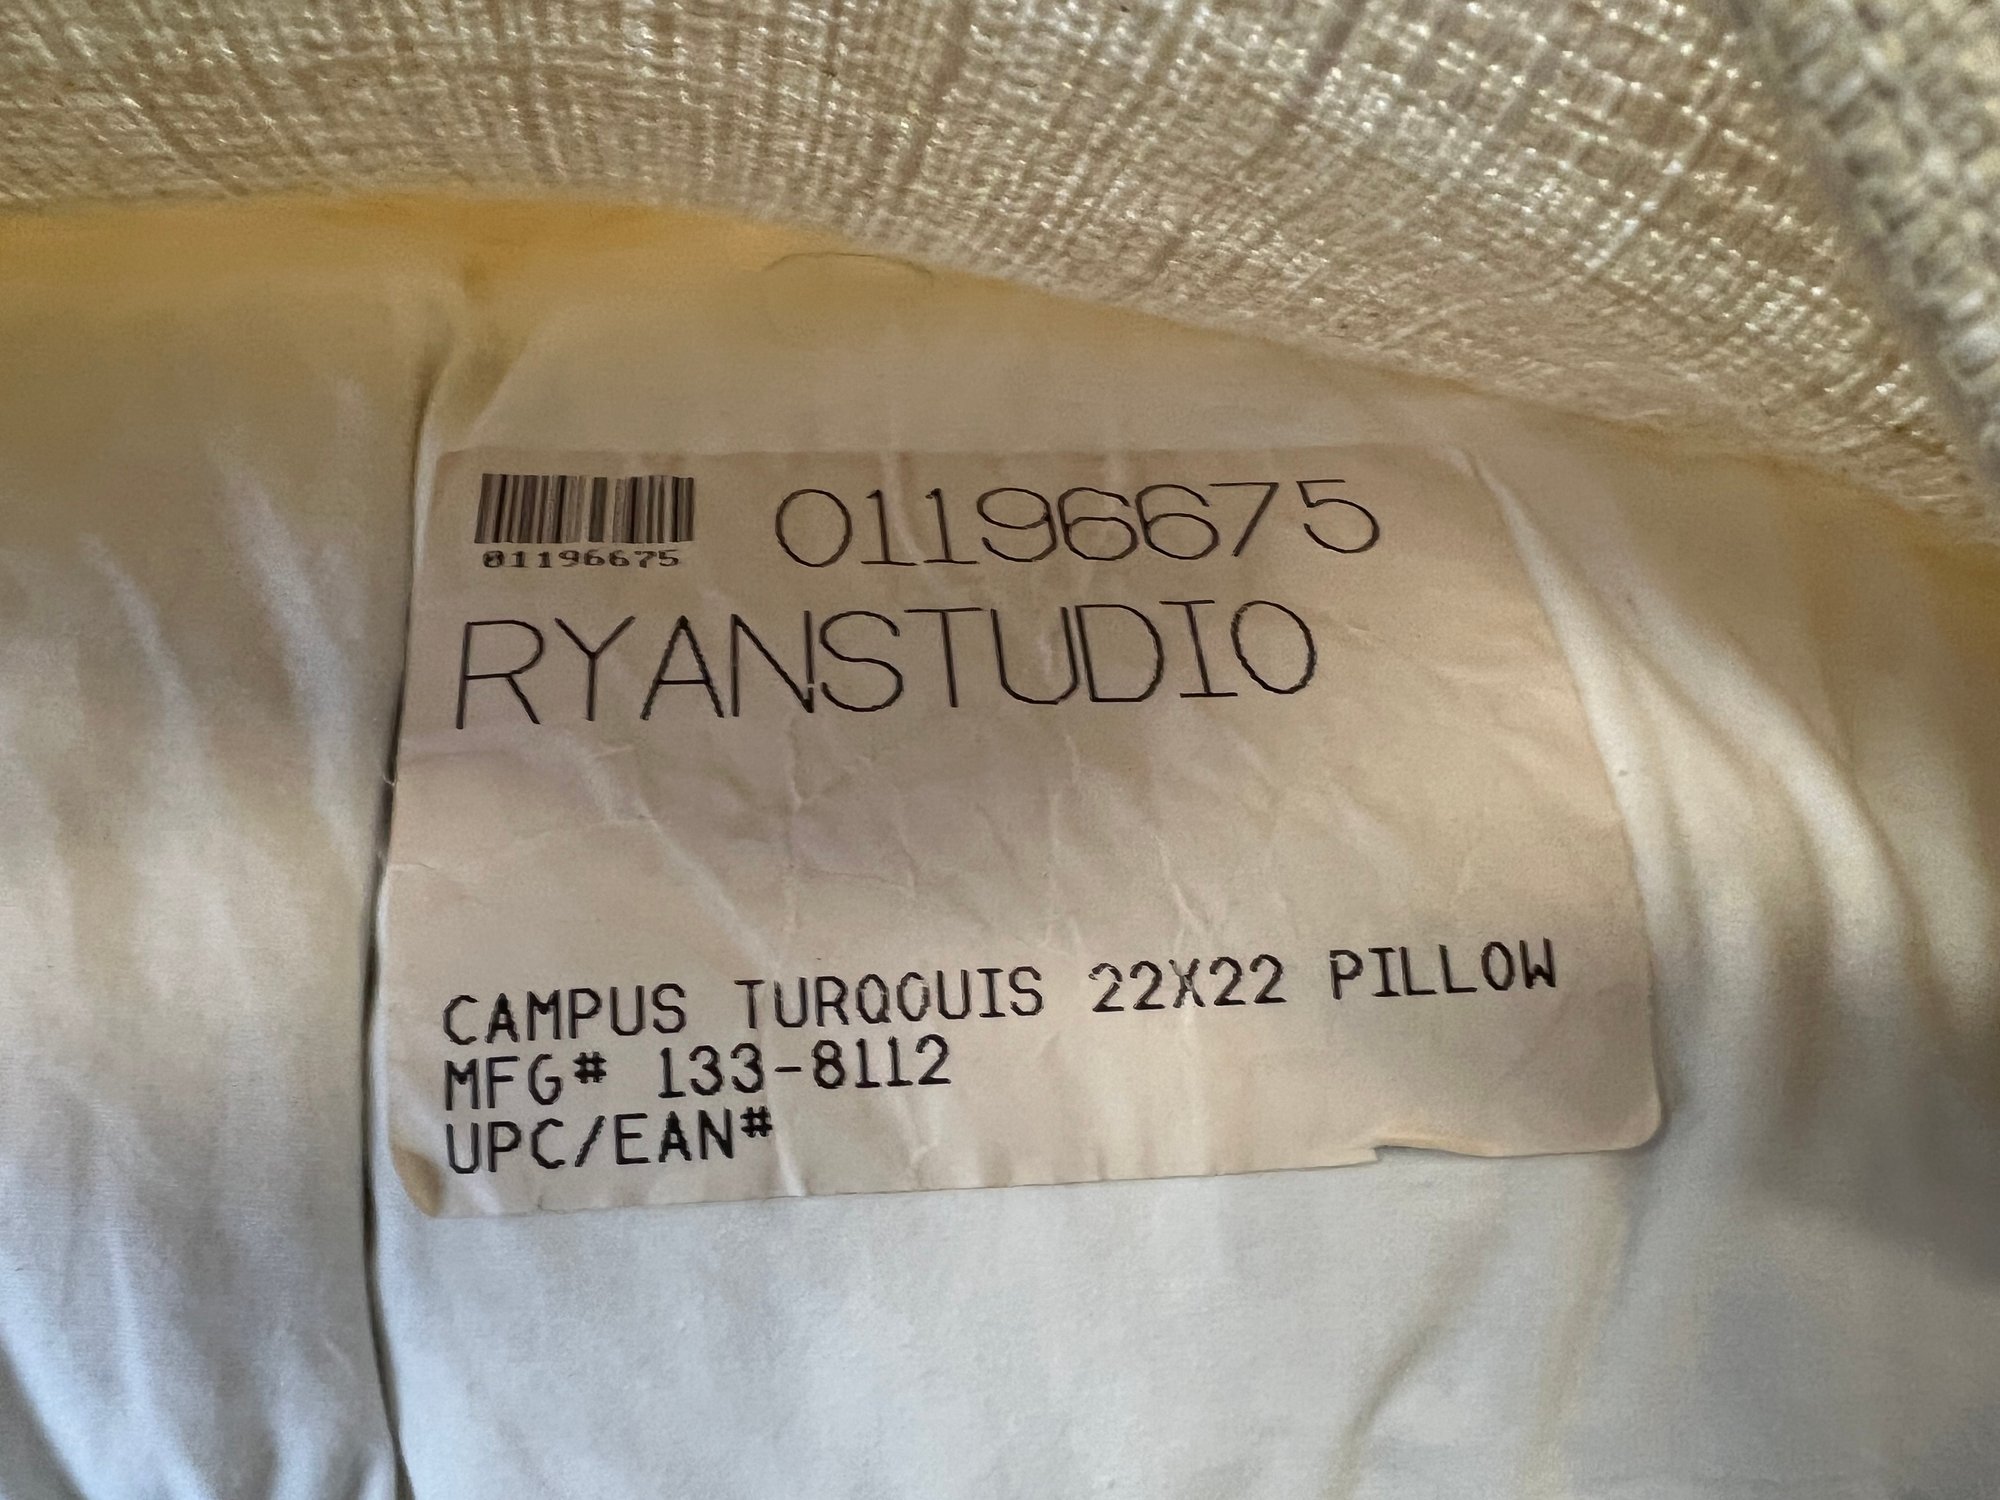 01196675
01196675
RYANSTUDIO
CAMPUS TURQOUIS 22X22 PILLOW
MFG# 133-8112
UPC/EAN#